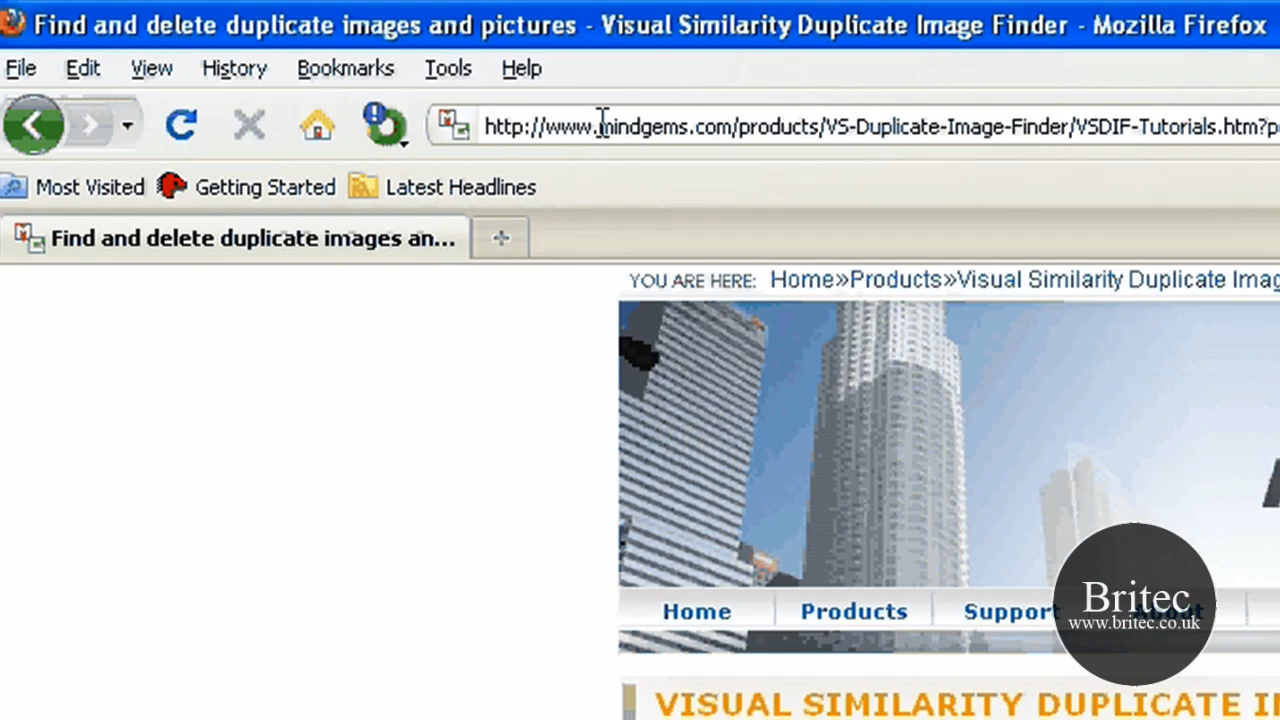 Find and delete duplicate images and pictures - Visual Similarity Duplicate Image Finder - Mozilla Firefox
File Edit View History Bookmarks Tools Help
http://www.mindgems.com/products/VS-Duplicate-Image-Finder/VSDIF-Tutorials.htm?p
Most Visited Getting Started Latest Headlines
Find and delete duplicate images an...
YOU ARE HERE: Home»Products»Visual Similarity Duplicate Imag
Home Products Support About
Britec
www.britec.co.uk
VISUAL SIMILARITY DUPLICATE I